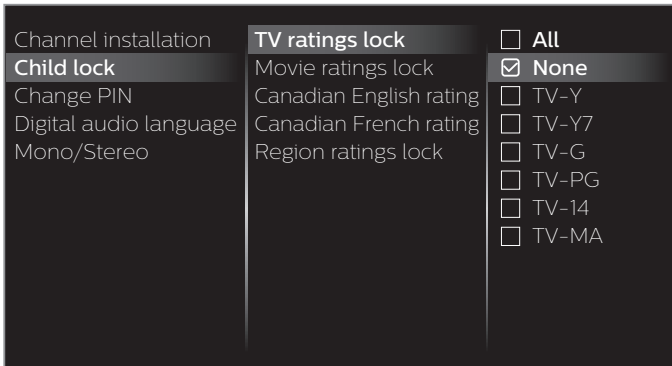 Channel installation
Child lock
Change PIN
Digital audio language
Mono/Stereo
TV ratings lock
Movie ratings lock
Canadian English rating
Canadian French rating
Region ratings lock
All
None
TV-Y
TV-Y7
TV-G
TV-PG
TV-14
TV-MA